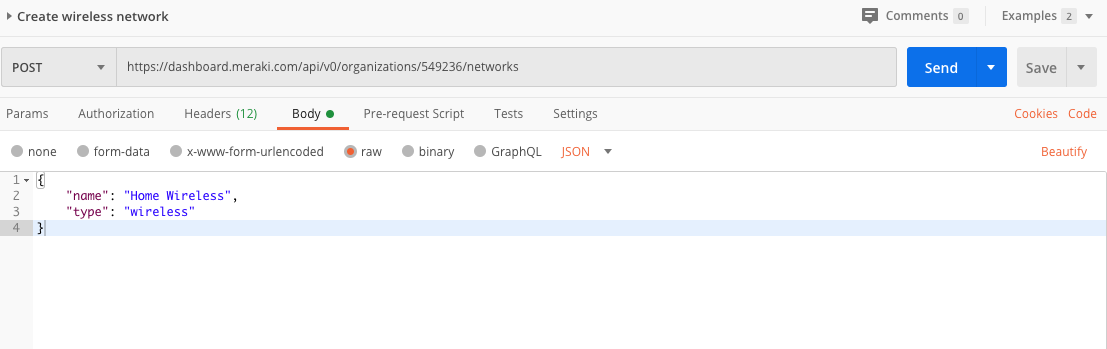 Create wireless network
Comments 0
Examples 2
POST
https://dashboard.meraki.com/api/v0/organizations/549236/networks
Send
Save
Params Authorization Headers (12) Body Pre-request Script Tests Settings Cookies Code
none form-data x-www-form-urlencoded raw binary GraphQL JSON Beautify
1 {
2 "name": "Home Wireless",
3 "type": "wireless"
4 }